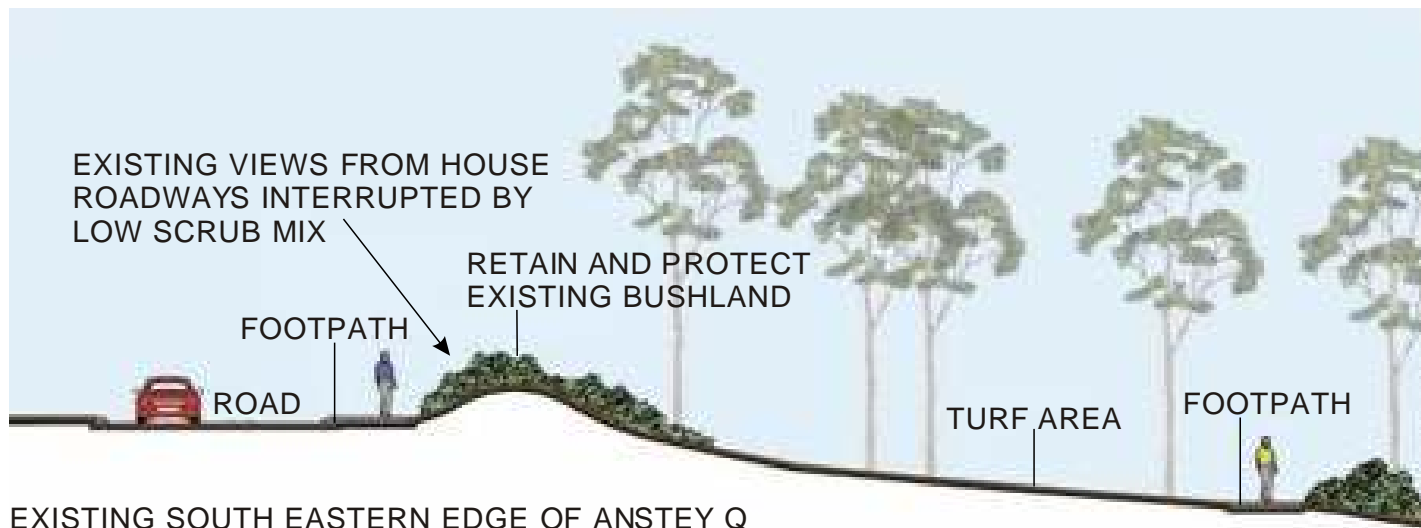 EXISTING VIEWS FROM HOUSE
ROADWAYS INTERRUPTED BY
LOW SCRUB MIX
RETAIN AND PROTECT
EXISTING BUSHLAND
FOOTPATH
ROAD
TURF AREA
FOOTPATH
EXISTING SOUTH EASTERN EDGE OF ANSTEY Q